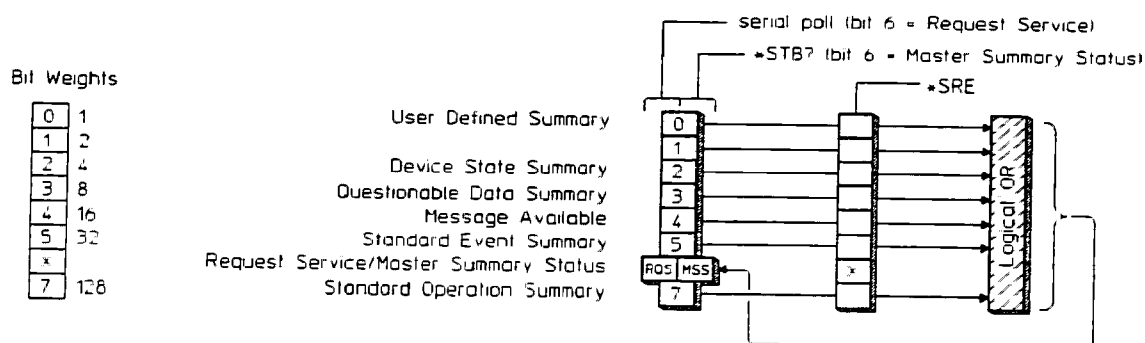 serial poll (bit 6 = Request Service)
*STB? (bit 6 = Master Summary Status)
Bit Weights
*SRE
0 1
1 2
2 4
3 8
4 16
5 32
*
7 128
User Defined Summary
Device State Summary
Questionable Data Summary
Message Available
Standard Event Summary
Request Service/Master Summary Status
Standard Operation Summary
0
1
2
3
4
5
RQS MSS
7
*
Logical OR